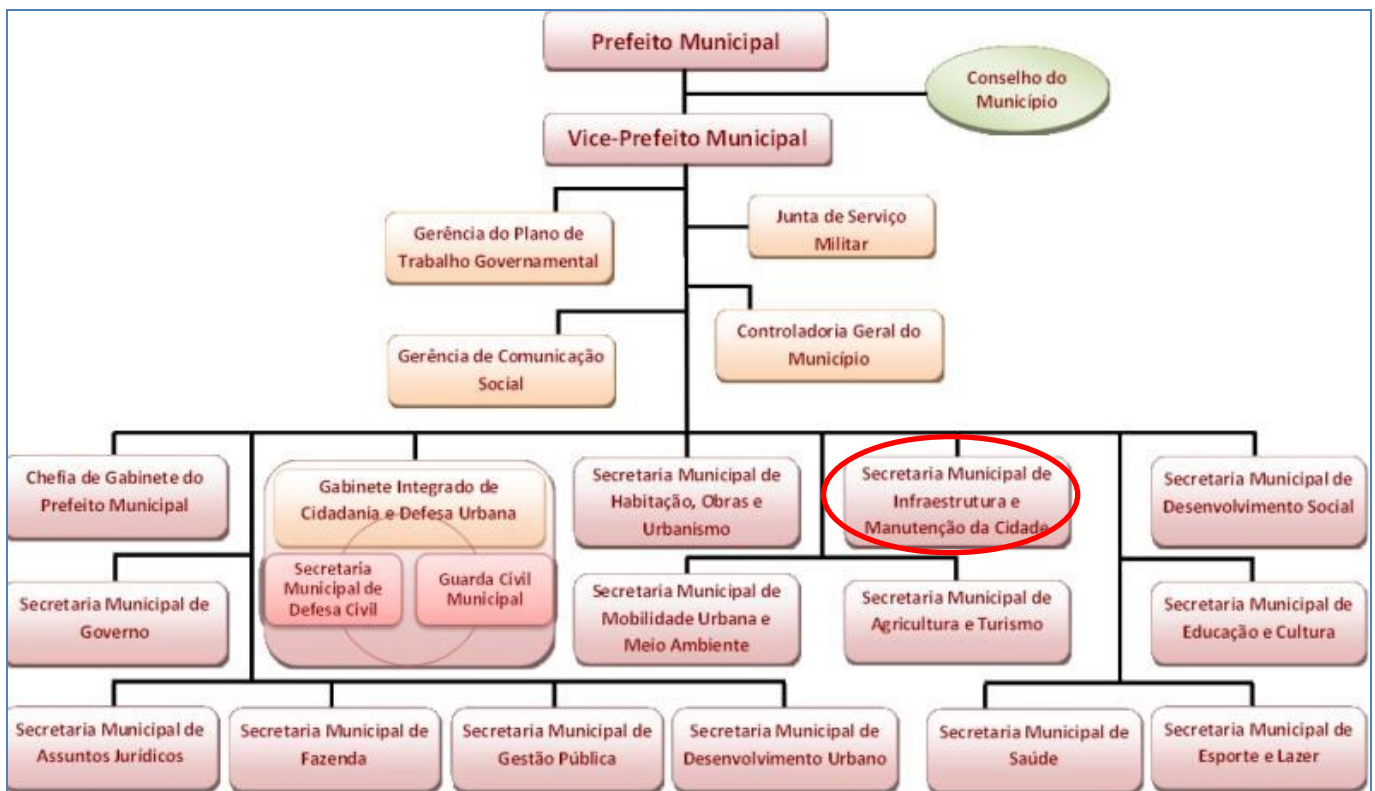 Prefeito Municipal
Conselho do
Município
Vice-Prefeito Municipal
Gerência do Plano de
Trabalho Governamental
Junta de Serviço
Militar
Gerência de Comunicação
Social
Controladoria Geral do
Município
Chefia de Gabinete do
Prefeito Municipal
Gabinete Integrado de
Cidadania e Defesa Urbana
Secretaria
Municipal de
Defesa Civil
Guarda Civil
Municipal
Secretaria Municipal de
Habitação, Obras e
Urbanismo
Secretaria Municipal de
Infraestrutura e
Manutenção da Cidade
Secretaria Municipal de
Desenvolvimento Social
Secretaria Municipal de
Governo
Secretaria Municipal de
Mobilidade Urbana e
Meio Ambiente
Secretaria Municipal de
Agricultura e Turismo
Secretaria Municipal de
Educação e Cultura
Secretaria Municipal de
Assuntos Jurídicos
Secretaria Municipal de
Fazenda
Secretaria Municipal de
Gestão Pública
Secretaria Municipal de
Desenvolvimento Urbano
Secretaria Municipal de
Saúde
Secretaria Municipal de
Esporte e Lazer